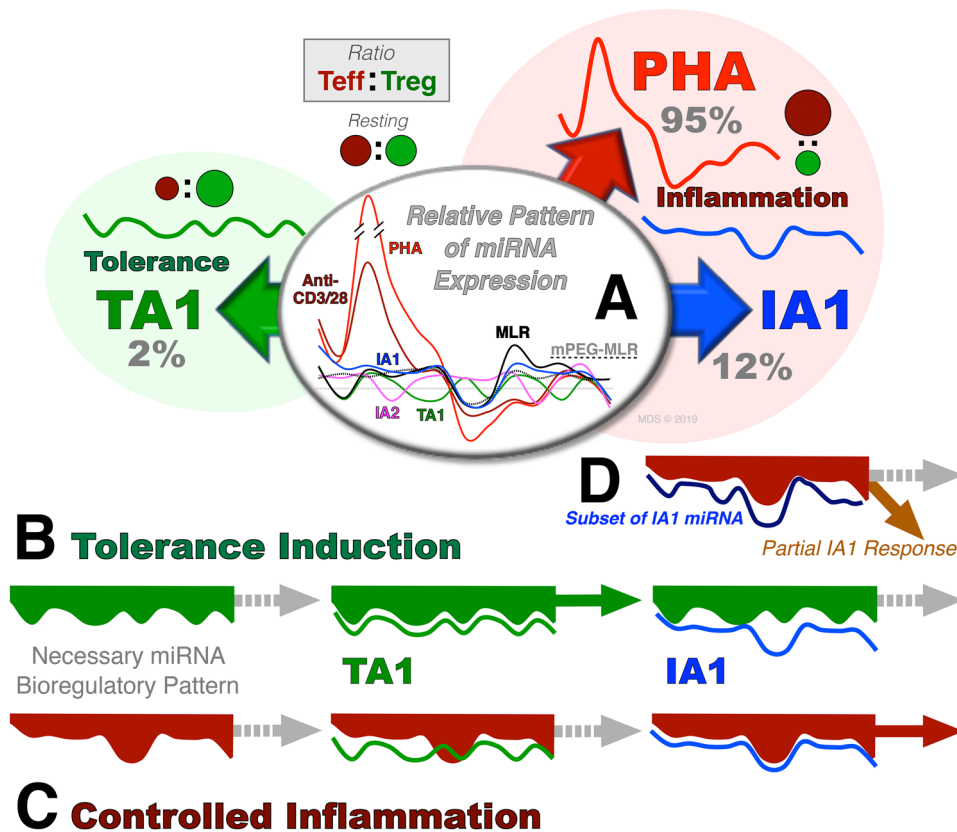 Ratio
Teff:Treg
Resting
:
PHA
95%
:
Inflammation
:
Tolerance
TA1
2%
Relative Pattern
of miRNA
Expression
A
PHA
Anti-
CD3/28
IA1
MLR
mPEG-MLR
IA2
TA1
IA1
12%
MDS © 2019
D
Subset of IA1 miRNA
Partial IA1 Response
B Tolerance Induction
Necessary miRNA
Bioregulatory Pattern
TA1
IA1
C Controlled Inflammation